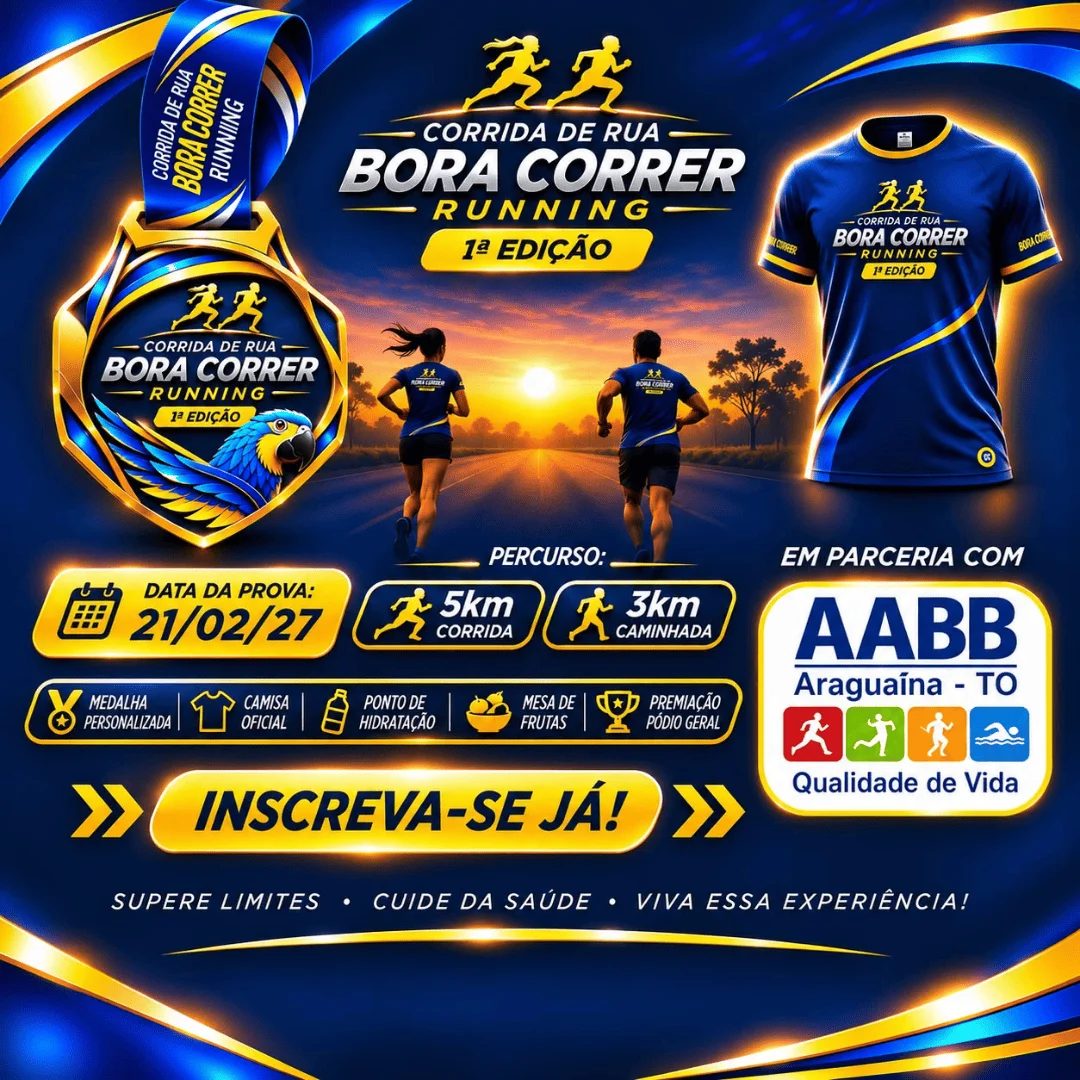 CORRIDA DE RUA
BORA CORRER
RUNNIING
CORRIDA DE RUA
BORA CORRER
RUNNING
1ª EDIÇÃO
CORRIDA DE RUA
BORA CORRER
RUNNING
1ª EDIÇÃO
CORRIDA DE RUA
BORA CORRER
RUNNING
1ª EDIÇÃO
BORA CORRER
BORA CORRER
DATA DA PROVA:
21/02/27
PERCURSO:
5km
CORRIDA
3km
CAMINHADA
EM PARCERIA COM
AABB
Araguaína - TO
Qualidade de Vida
MEDALHA
PERSONALIZADA
CAMISA
OFICIAL
PONTO DE
HIDRATAÇÃO
MESA DE
FRUTAS
PREMIAÇÃO
PÓDIO GERAL
INSCREVA-SE JÁ!
SUPERE LIMITES • CUIDE DA SAÚDE • VIVA ESSA EXPERIÊNCIA!